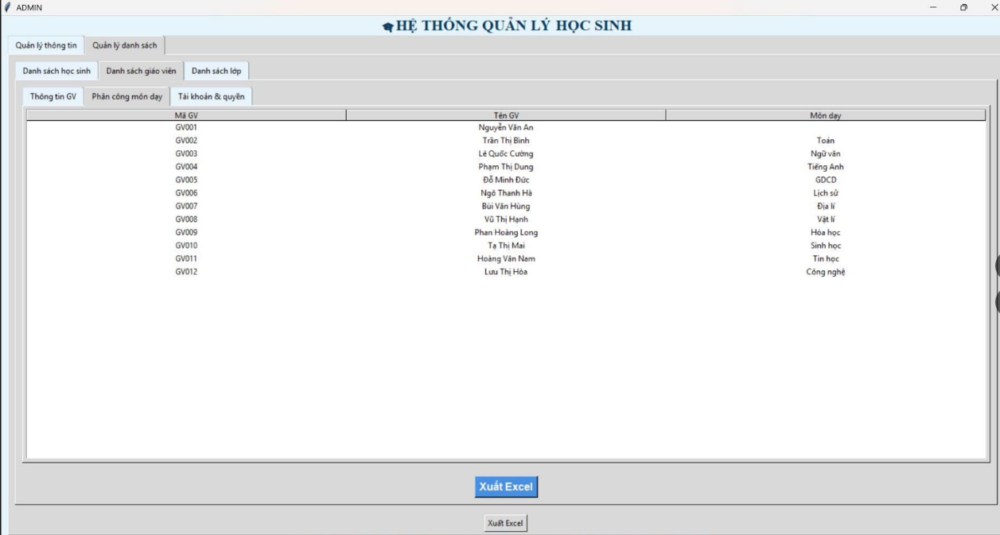 ADMIN
HỆ THỐNG QUẢN LÝ HỌC SINH
Quản lý thông tin Quản lý danh sách
Danh sách học sinh Danh sách giáo viên Danh sách lớp
Thông tin GV Phân công môn dạy Tài khoản & quyền
Mã GV Tên GV Môn dạy
GV001 Nguyễn Văn An
GV002 Trần Thị Bình Toán
GV003 Lê Quốc Cường Ngữ văn
GV004 Phạm Thị Dung Tiếng Anh
GV005 Đỗ Minh Đức GDCD
GV006 Ngô Thanh Hà Lịch sử
GV007 Bùi Văn Hùng Địa lí
GV008 Vũ Thị Hạnh Vật lí
GV009 Phan Hoàng Long Hóa học
GV010 Tạ Thị Mai Sinh học
GV011 Hoàng Văn Nam Tin học
GV012 Lưu Thị Hòa Công nghệ
Xuất Excel
Xuất Excel